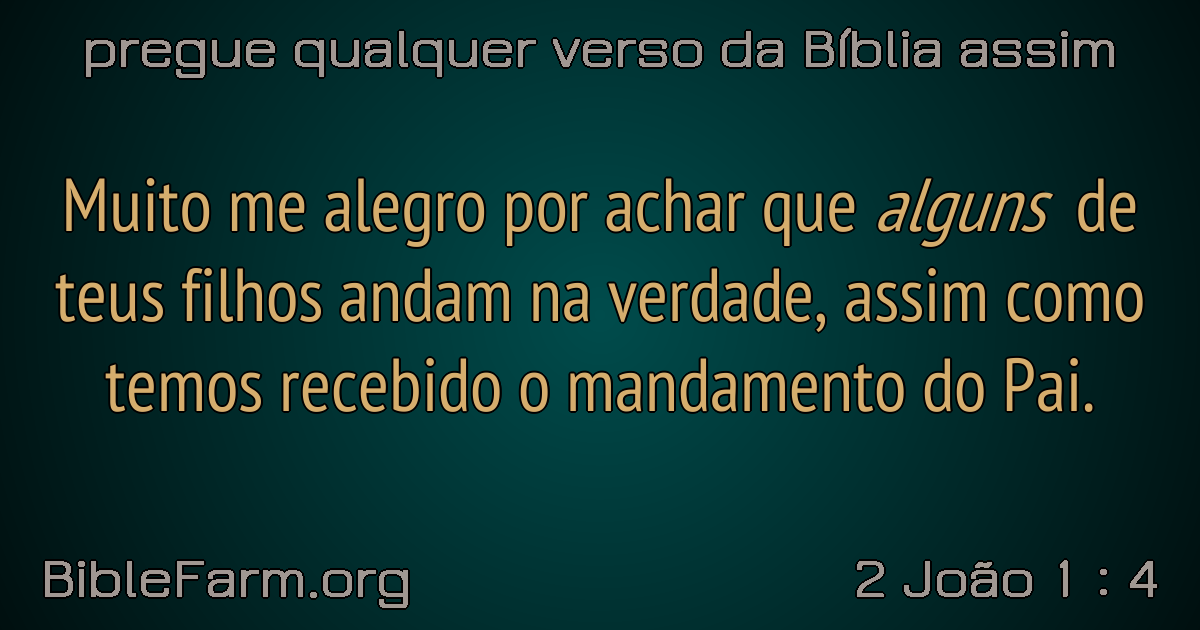 pregue qualquer verso da Bíblia assim
Muito me alegro por achar que alguns de
teus filhos andam na verdade, assim como
temos recebido o mandamento do Pai.
BibleFarm.org
2 João 1 : 4